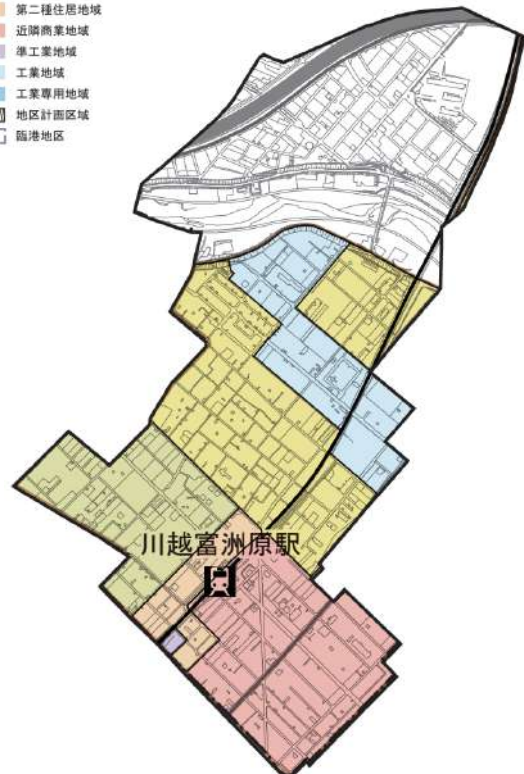 第二種住居地域
近隣商業地域
準工業地域
工業地域
工業専用地域
地区計画区域
臨港地区
川越富洲原駅